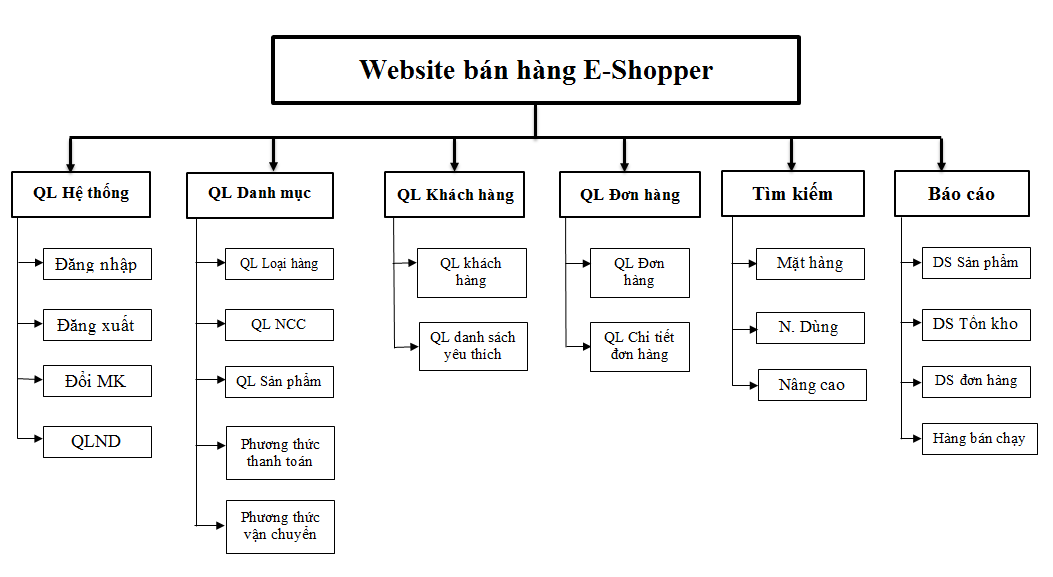 Website bán hàng E-Shopper
QL Hệ thống
Đăng nhập
Đăng xuất
Đổi MK
QLND
QL Danh mục
QL Loại hàng
QL NCC
QL Sản phẩm
Phương thức
thanh toán
Phương thức
vận chuyển
QL Khách hàng
QL khách
hàng
QL danh sách
yêu thich
QL Đơn hàng
QL Đơn
hàng
QL Chi tiết
đơn hàng
Tìm kiếm
Mặt hàng
N. Dùng
Nâng cao
Báo cáo
DS Sản phẩm
DS Tồn kho
DS đơn hàng
Hàng bán chạy